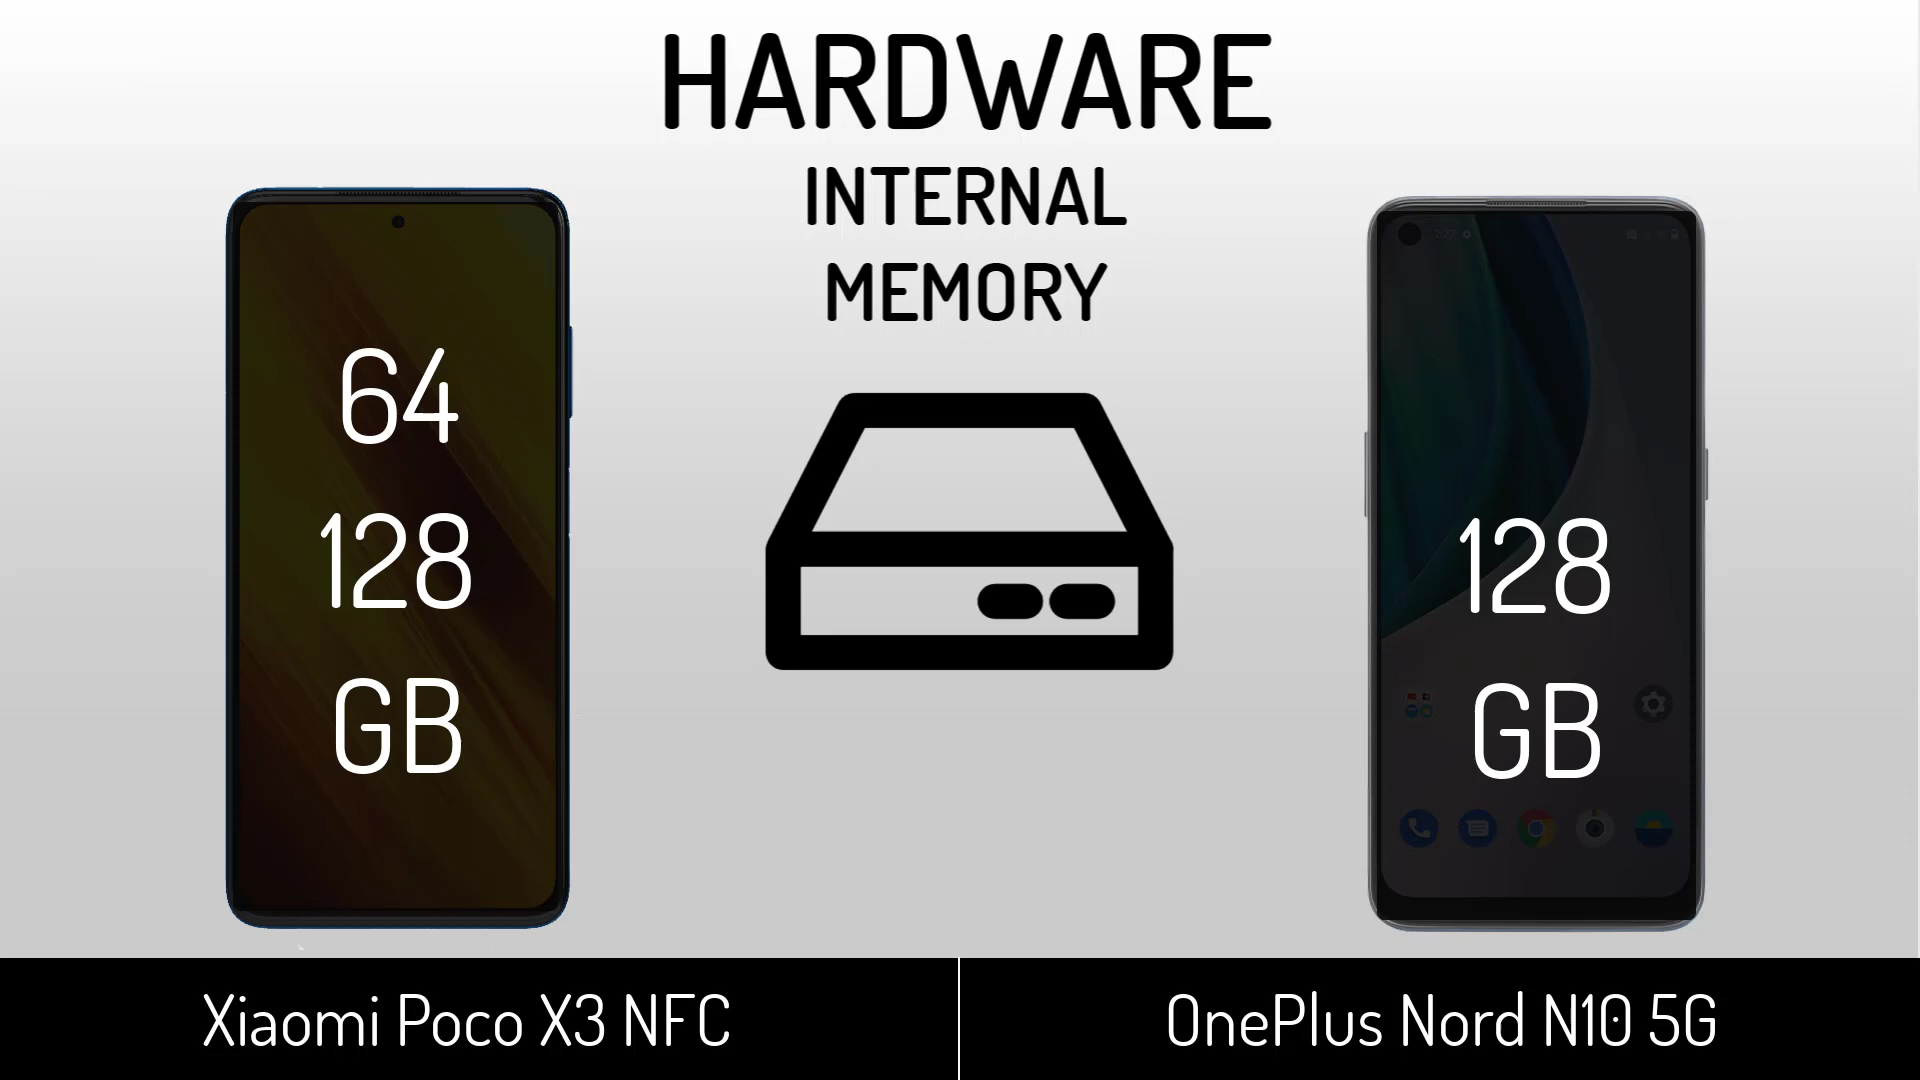 HARDWARE
INTERNAL
MEMORY
64
128
GB
128
GB
Xiaomi Poco X3 NFC
OnePlus Nord N10 5G